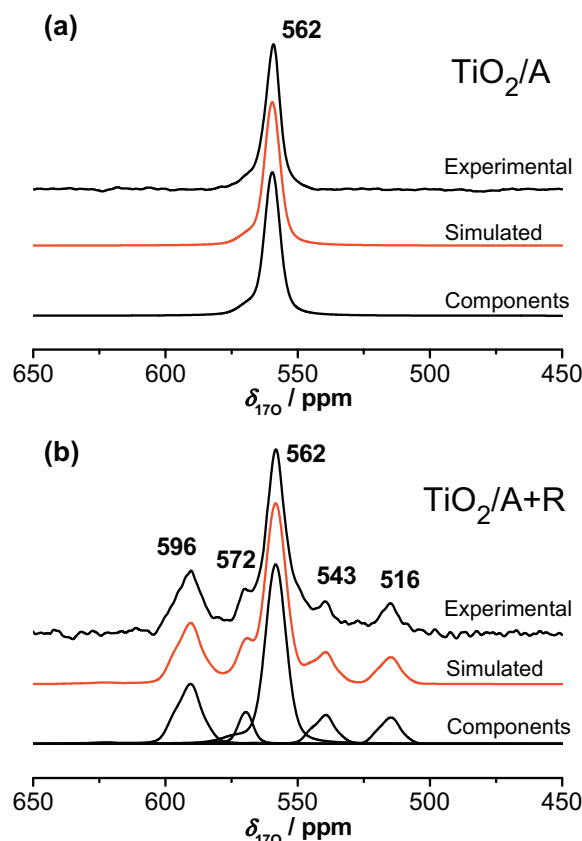 (a)
562
TiO₂/A
Experimental
Simulated
Components
650 600 550 500 450
δ₁₇O / ppm
(b)
562
TiO₂/A+R
596
572
543
516
Experimental
Simulated
Components
650 600 550 500 450
δ₁₇O / ppm